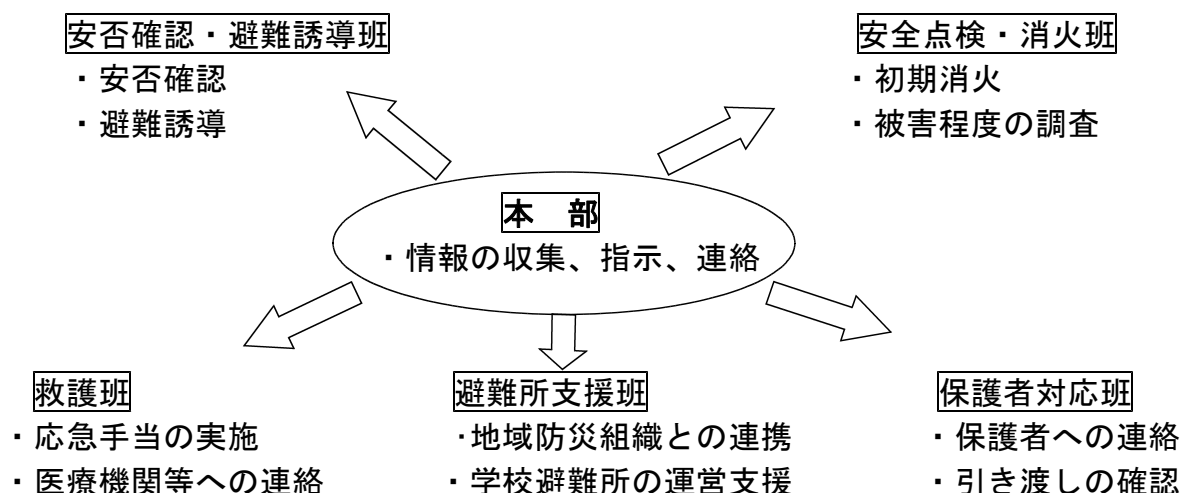 安否確認・避難誘導班
・安否確認
・避難誘導
安全点検・消火班
・初期消火
・被害程度の調査
本　部
・情報の収集、指示、連絡
救護班
・応急手当の実施
・医療機関等への連絡
避難所支援班
・地域防災組織との連携
・学校避難所の運営支援
保護者対応班
・保護者への連絡
・引き渡しの確認